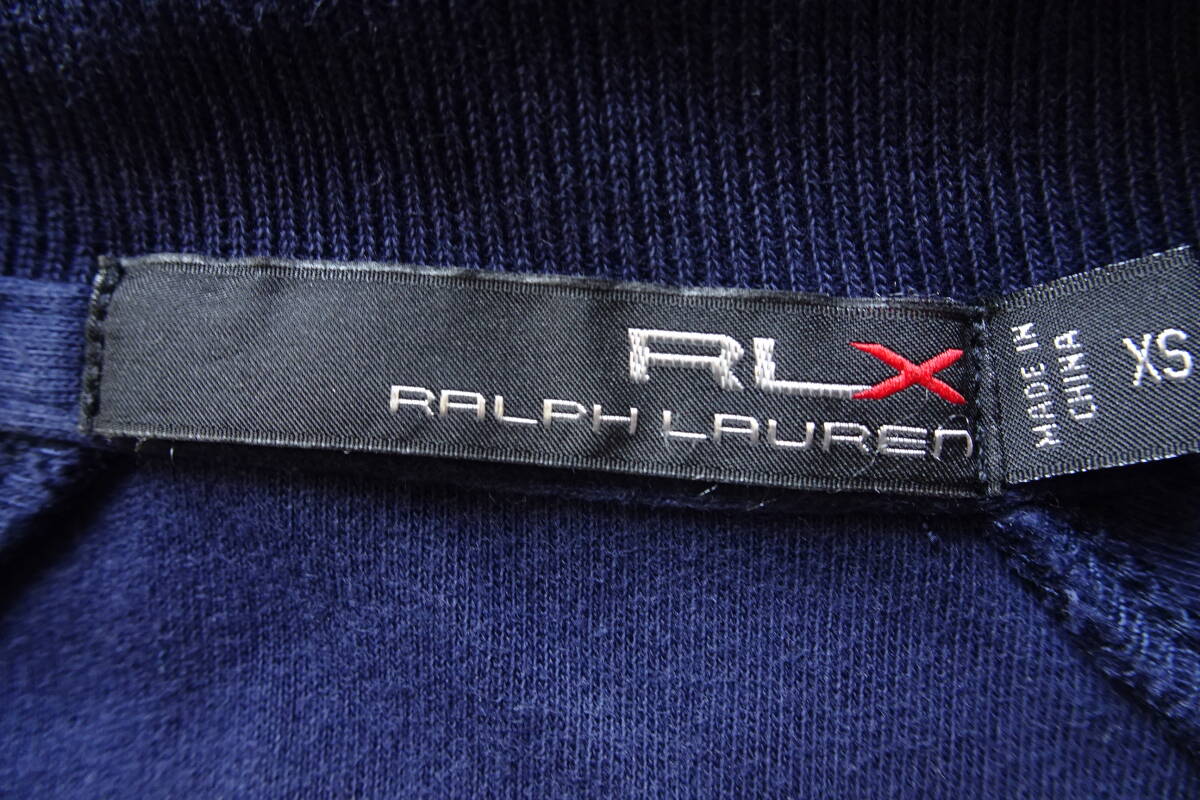 RLX
RALPH LAUREN
MADE IN
CHINA
XS